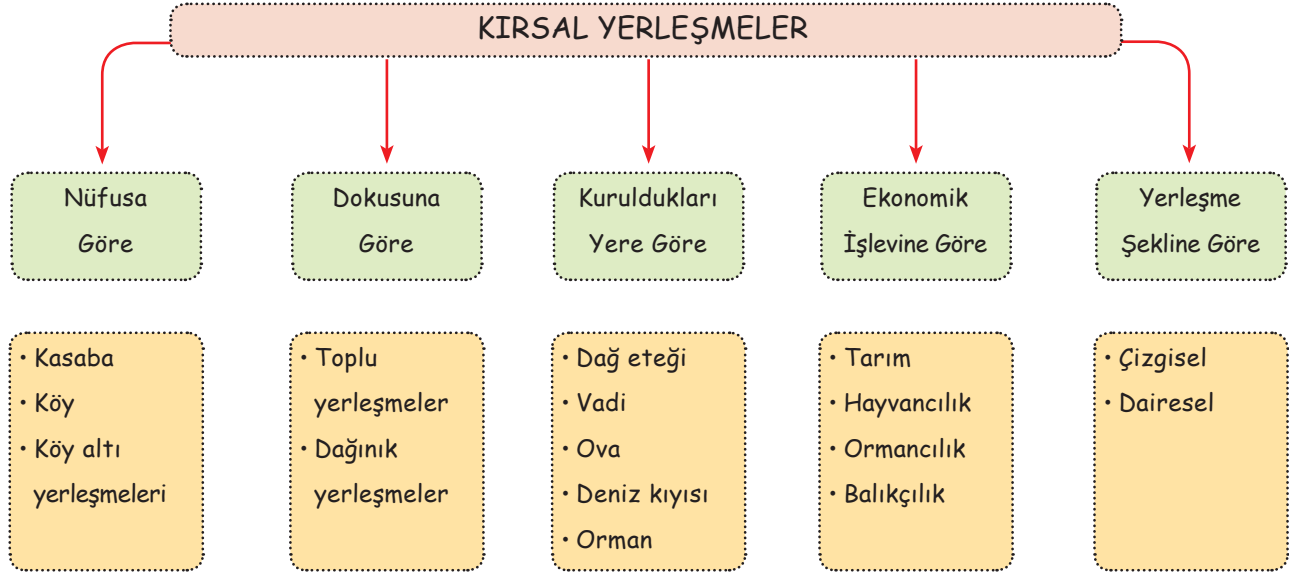 KIRSAL YERLEŞMELER
Nüfusa
Göre
Dokusuna
Göre
Kuruldukları
Yere Göre
Ekonomik
İşlevine Göre
Yerleşme
Şekline Göre
• Kasaba
• Köy
• Köy altı
yerleşmeleri
• Toplu
yerleşmeler
• Dağınık
yerleşmeler
• Dağ eteği
• Vadi
• Ova
• Deniz kıyısı
• Orman
• Tarım
• Hayvancılık
• Ormancılık
• Balıkçılık
• Çizgisel
• Dairesel